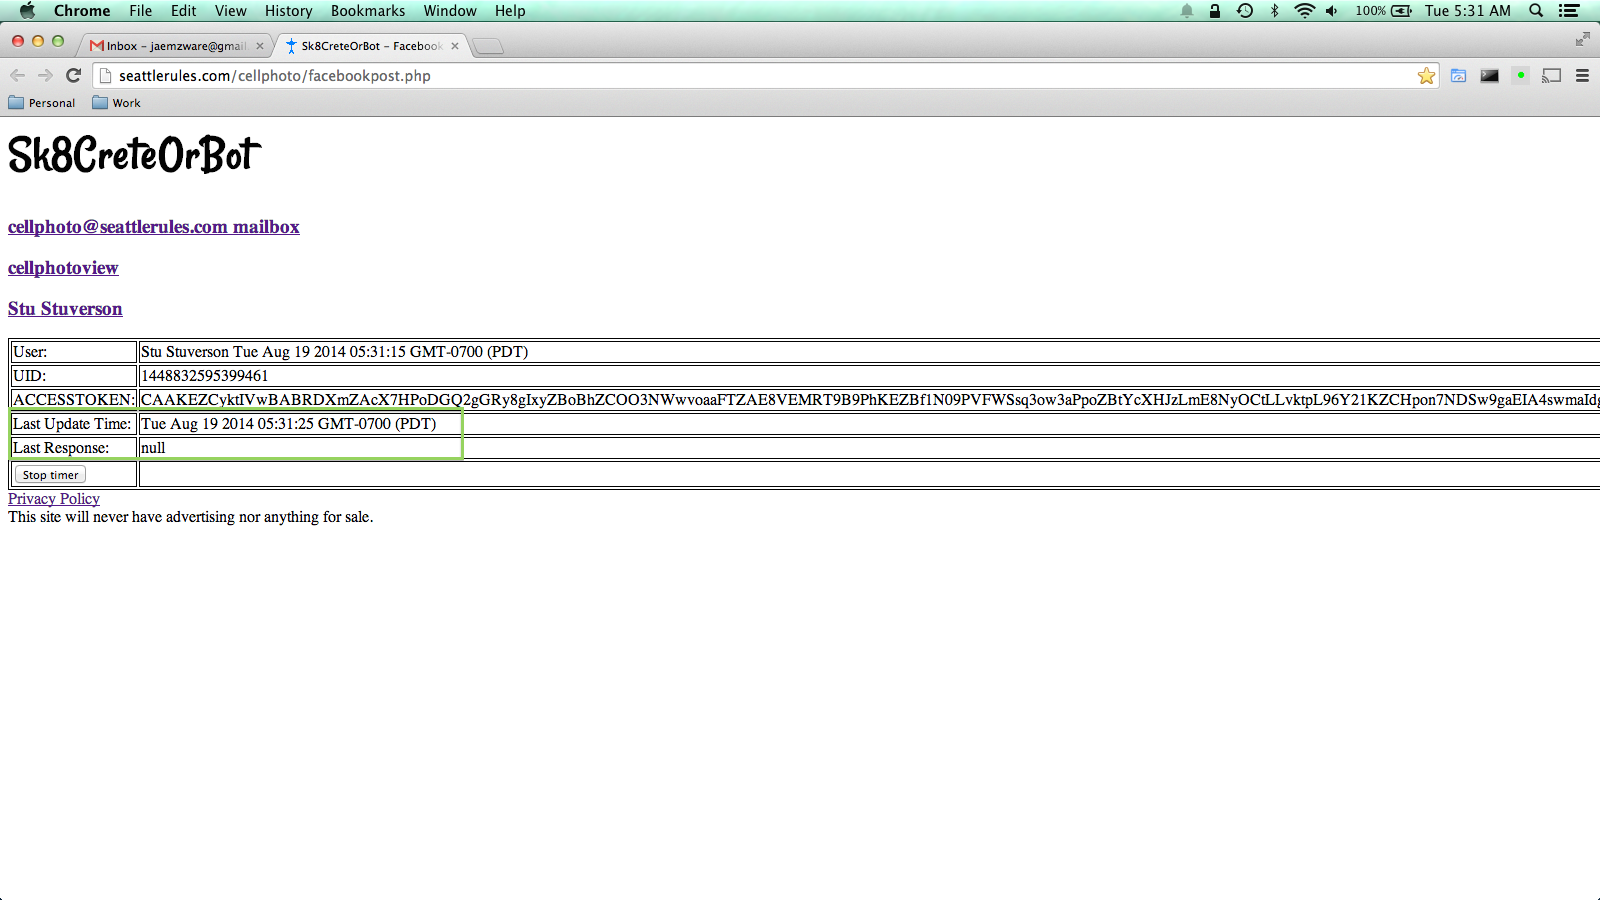 Chrome File Edit View History Bookmarks Window Help 100% Tue 5:31 AM
Inbox – jaemzware@gmail. Sk8CreteOrBot – Facebook
seattlerules.com/cellphoto/facebookpost.php
Personal Work
Sk8CreteOrBot
cellphoto@seattlerules.com mailbox
cellphotoview
Stu Stuverson
User: Stu Stuverson Tue Aug 19 2014 05:31:15 GMT-0700 (PDT)
UID: 1448832595399461
ACCESSTOKEN:
Last Update Time: Tue Aug 19 2014 05:31:25 GMT-0700 (PDT)
Last Response: null
Stop timer
Privacy Policy
This site will never have advertising nor anything for sale.